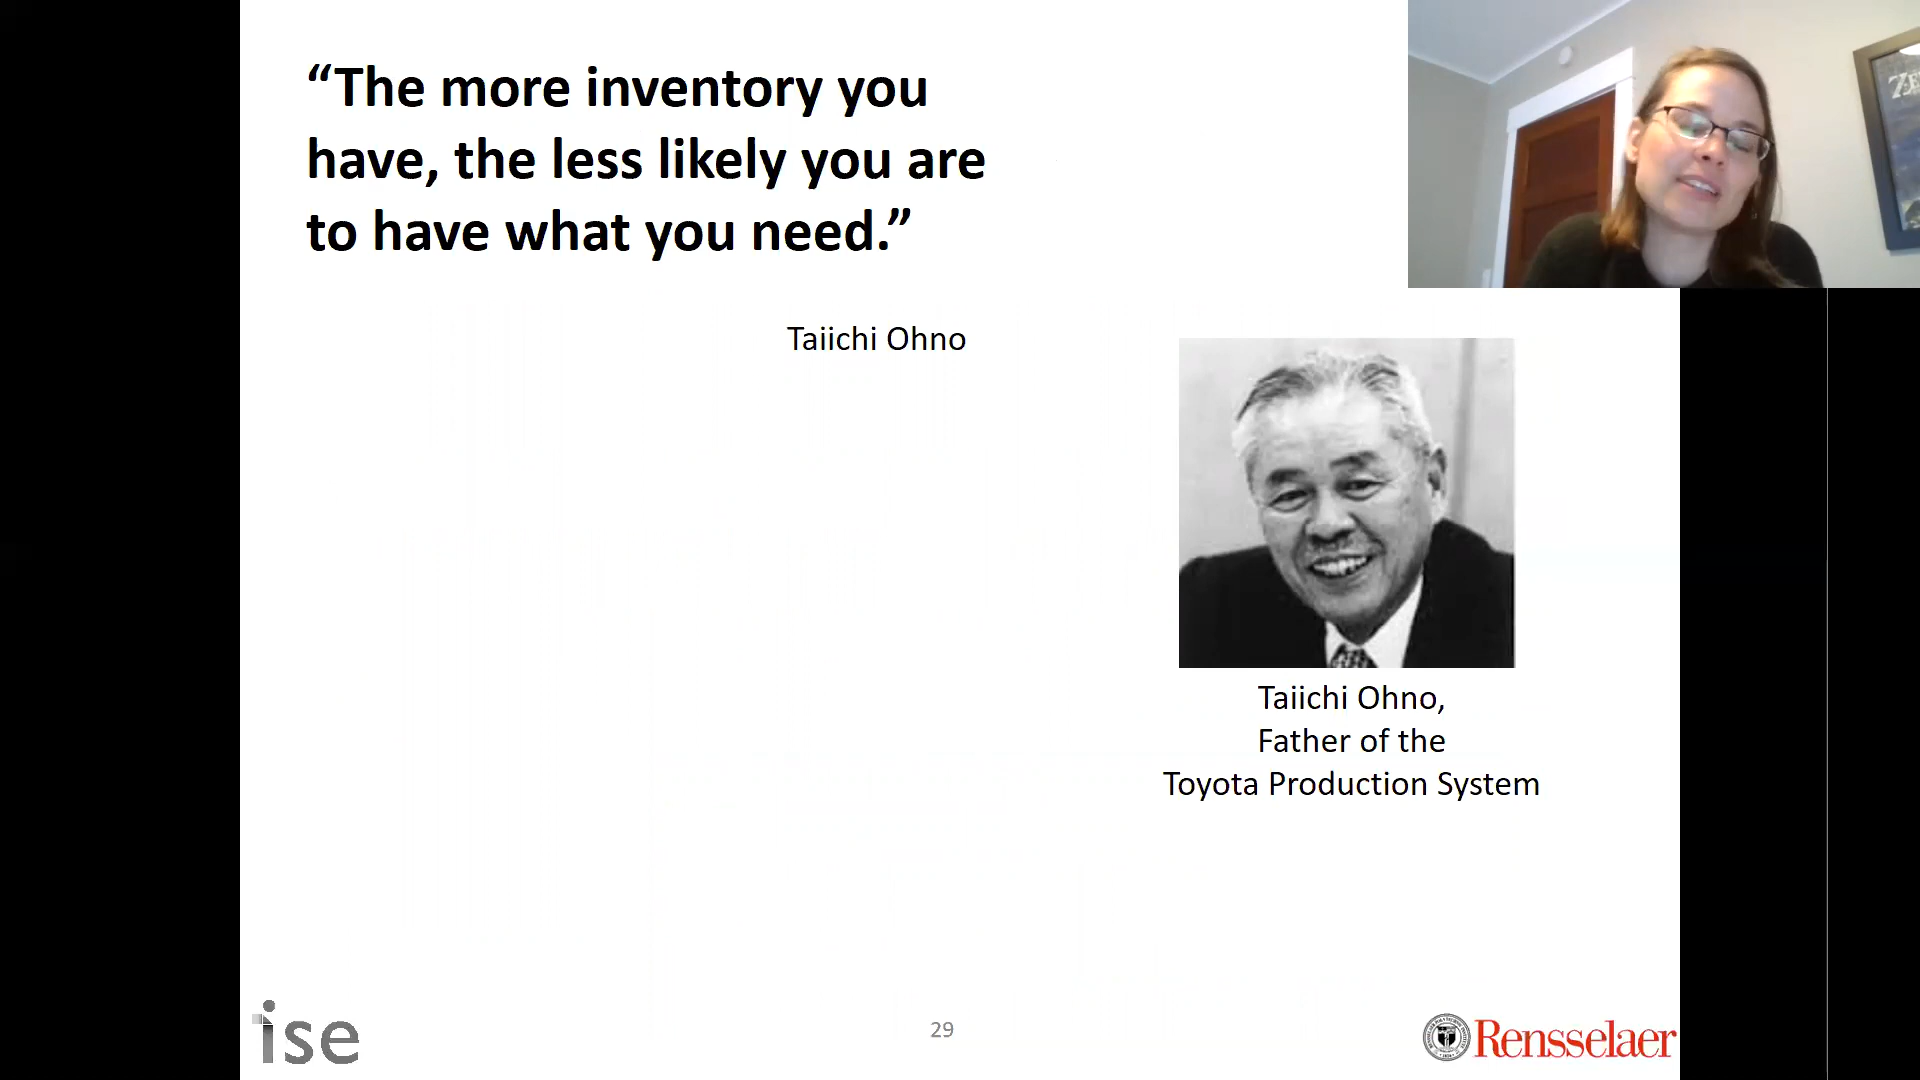 “The more inventory you
have, the less likely you are
to have what you need.”
Taiichi Ohno
Taiichi Ohno,
Father of the
Toyota Production System
ise
29
Rensselaer